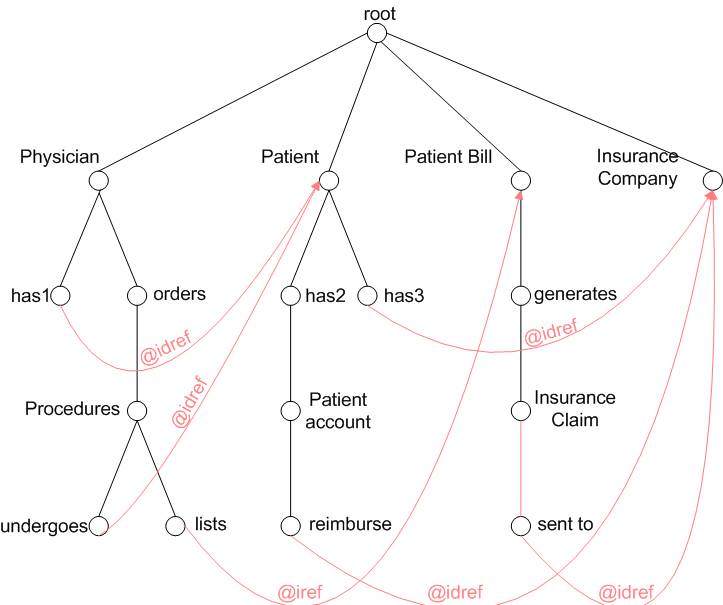 root
Physician
Patient
Patient Bill
Insurance
Company
has1
orders
has2
has3
generates
@idref
@idref
@idref
Procedures
Patient
account
Insurance
Claim
undergoes
lists
reimburse
sent to
@iref
@idref
@idref